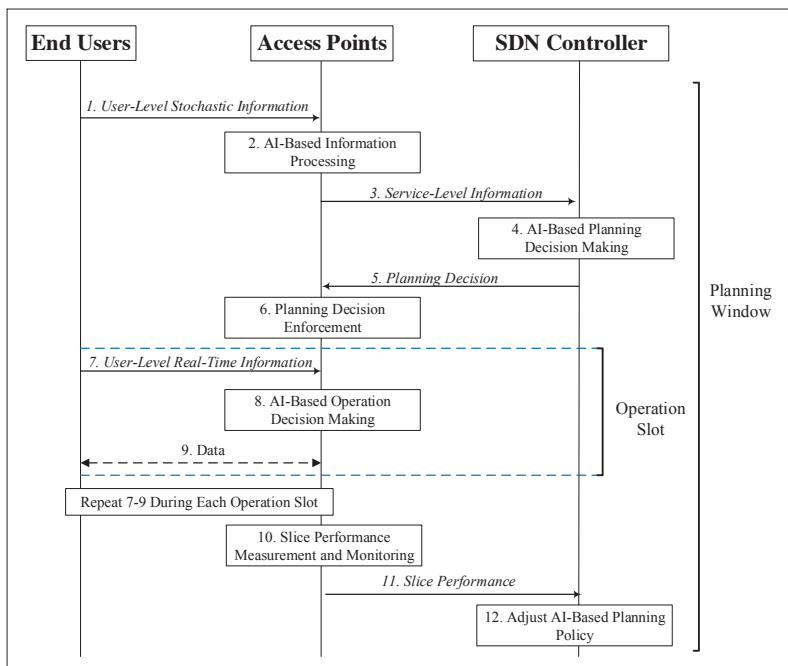 End Users
Access Points
SDN Controller
1. User-Level Stochastic Information
2. AI-Based Information
Processing
3. Service-Level Information
4. AI-Based Planning
Decision Making
5. Planning Decision
6. Planning Decision
Enforcement
Planning
Window
7. User-Level Real-Time Information
8. AI-Based Operation
Decision Making
Operation
Slot
9. Data
Repeat 7-9 During Each Operation Slot
10. Slice Performance
Measurement and Monitoring
11. Slice Performance
12. Adjust AI-Based Planning
Policy